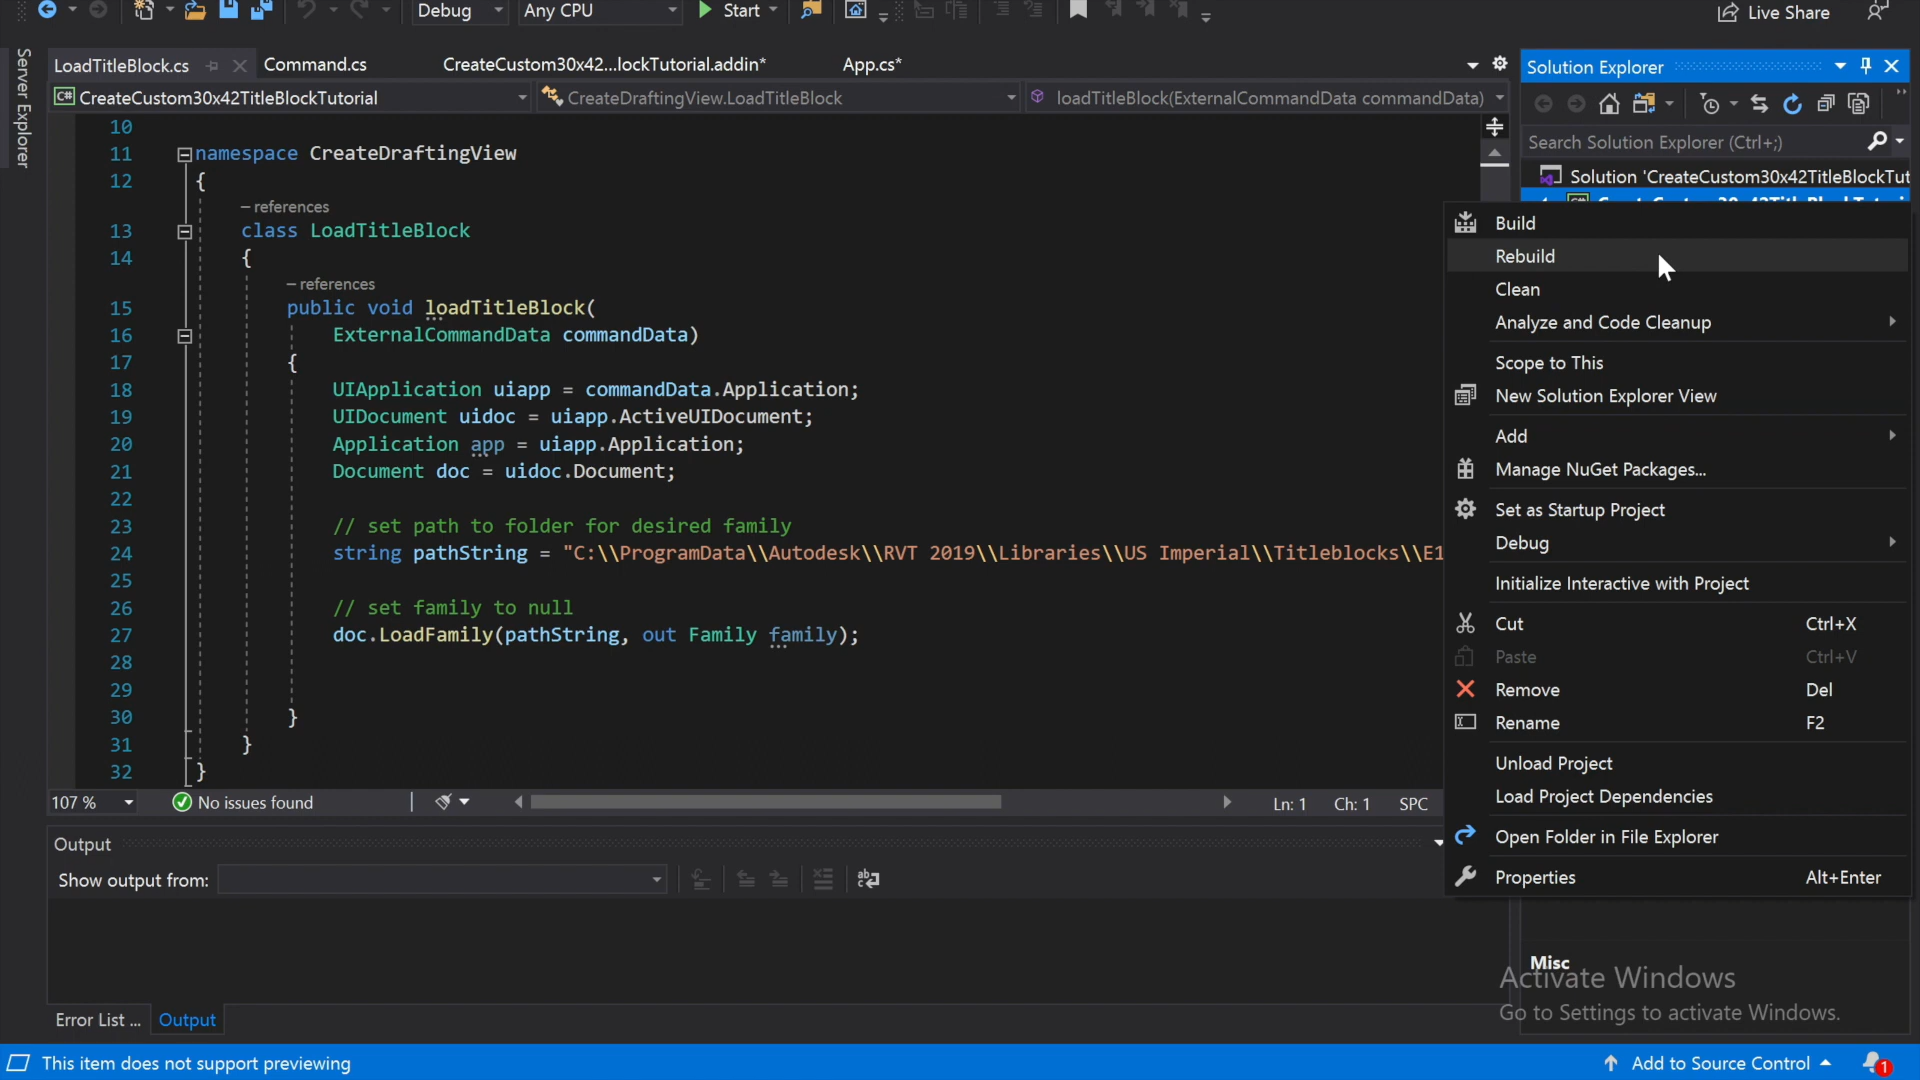 Debug
Any CPU
Start
Live Share
Server Explorer
LoadTitleBlock.cs
Command.cs
CreateCustom30x42...lockTutorial.addin*
App.cs*
CreateCustom30x42TitleBlockTutorial
CreateDraftingView.LoadTitleBlock
loadTitleBlock(ExternalCommandData commandData)
10
11 namespace CreateDraftingView
12 {
– references
13 class LoadTitleBlock
14 {
– references
15 public void loadTitleBlock(
16 ExternalCommandData commandData)
17 {
18 UIApplication uiapp = commandData.Application;
19 UIDocument uidoc = uiapp.ActiveUIDocument;
20 Application app = uiapp.Application;
21 Document doc = uidoc.Document;
22
23 // set path to folder for desired family
24 string pathString = "C:\\ProgramData\\Autodesk\\RVT 2019\\Libraries\\US Imperial\\Titleblocks\\E1
25
26 // set family to null
27 doc.LoadFamily(pathString, out Family family);
28
29
30 }
31 }
32 }
107 %
No issues found
Ln: 1 Ch: 1 SPC
Output
Show output from:
Error List ...
Output
Solution Explorer
Search Solution Explorer (Ctrl+;)
Solution 'CreateCustom30x42TitleBlockTut
Build
Rebuild
Clean
Analyze and Code Cleanup
Scope to This
New Solution Explorer View
Add
Manage NuGet Packages...
Set as Startup Project
Debug
Initialize Interactive with Project
Cut Ctrl+X
Paste Ctrl+V
Remove Del
Rename F2
Unload Project
Load Project Dependencies
Open Folder in File Explorer
Properties Alt+Enter
Misc
Activate Windows
Go to Settings to activate Windows.
This item does not support previewing
Add to Source Control
1